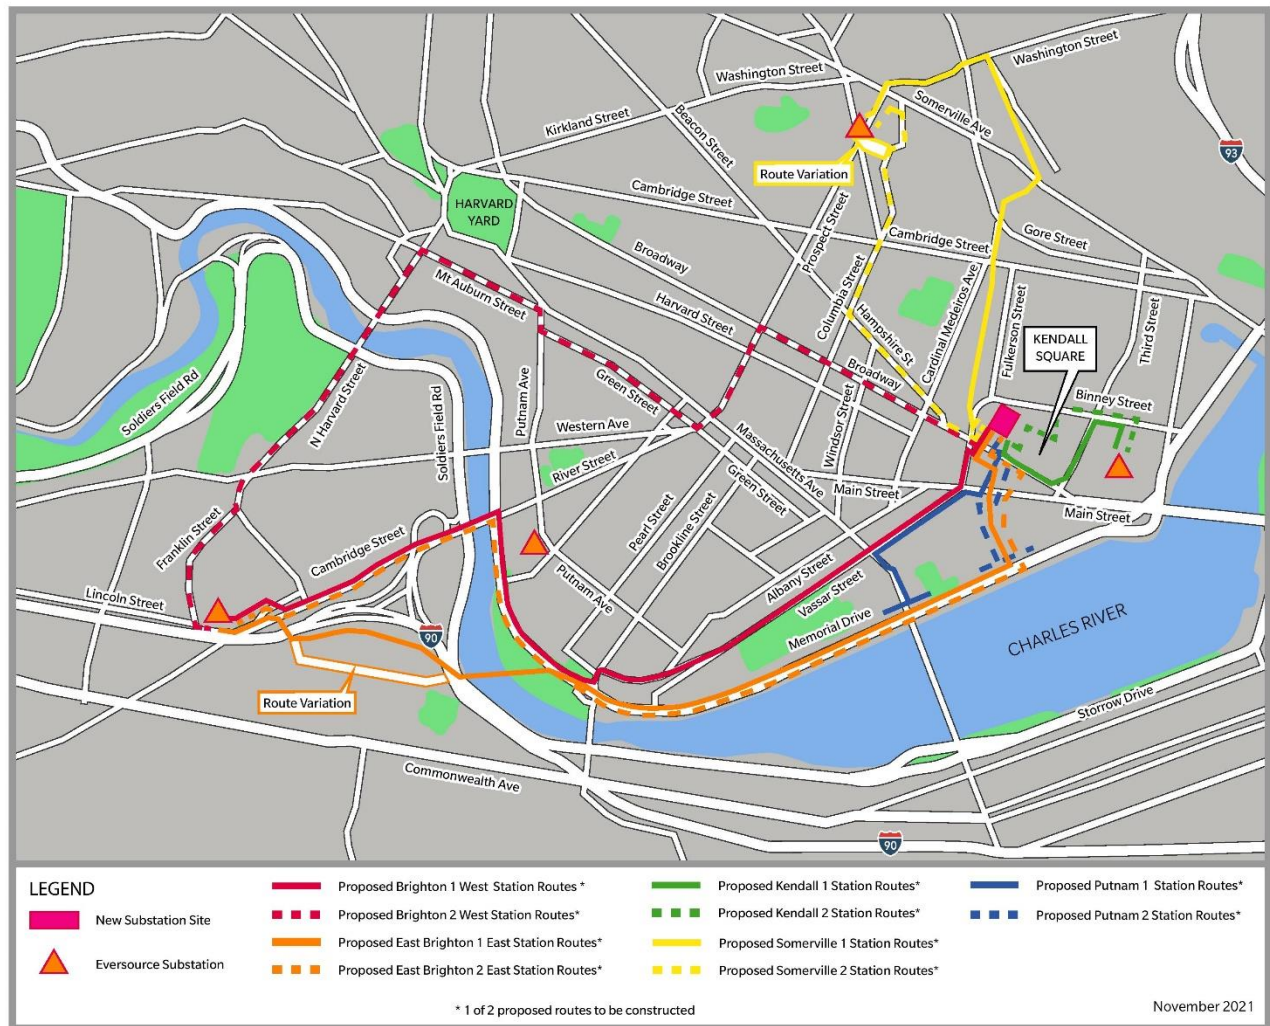 Washington Street
Washington Street
Somerville Ave
Beacon Street
Kirkland Street
93
Route Variation
Cambridge Street
HARVARD
YARD
Prospect Street
Cambridge Street
Gore Street
Broadway
Mt Auburn Street
Harvard Street
Columbia Street
Hampshire St
Cardinal Medeiros Ave
Fulkerson Street
Third Street
KENDALL
SQUARE
Broadway
Binney Street
Soldiers Field Rd
N Harvard Street
Soldiers Field Rd
Putnam Ave
Green Street
Western Ave
River Street
Massachusetts Ave
Windsor Street
Green Street
Main Street
Main Street
Franklin Street
Cambridge Street
Pearl Street
Brookline Street
Putnam Ave
Albany Street
Vassar Street
Memorial Drive
Lincoln Street
90
CHARLES RIVER
Route Variation
Storrow Drive
Commonwealth Ave
90
LEGEND
New Substation Site
Eversource Substation
Proposed Brighton 1 West Station Routes *
Proposed Brighton 2 West Station Routes*
Proposed East Brighton 1 East Station Routes*
Proposed East Brighton 2 East Station Routes*
Proposed Kendall 1 Station Routes*
Proposed Kendall 2 Station Routes*
Proposed Somerville 1 Station Routes*
Proposed Somerville 2 Station Routes*
Proposed Putnam 1 Station Routes*
Proposed Putnam 2 Station Routes*
* 1 of 2 proposed routes to be constructed
November 2021